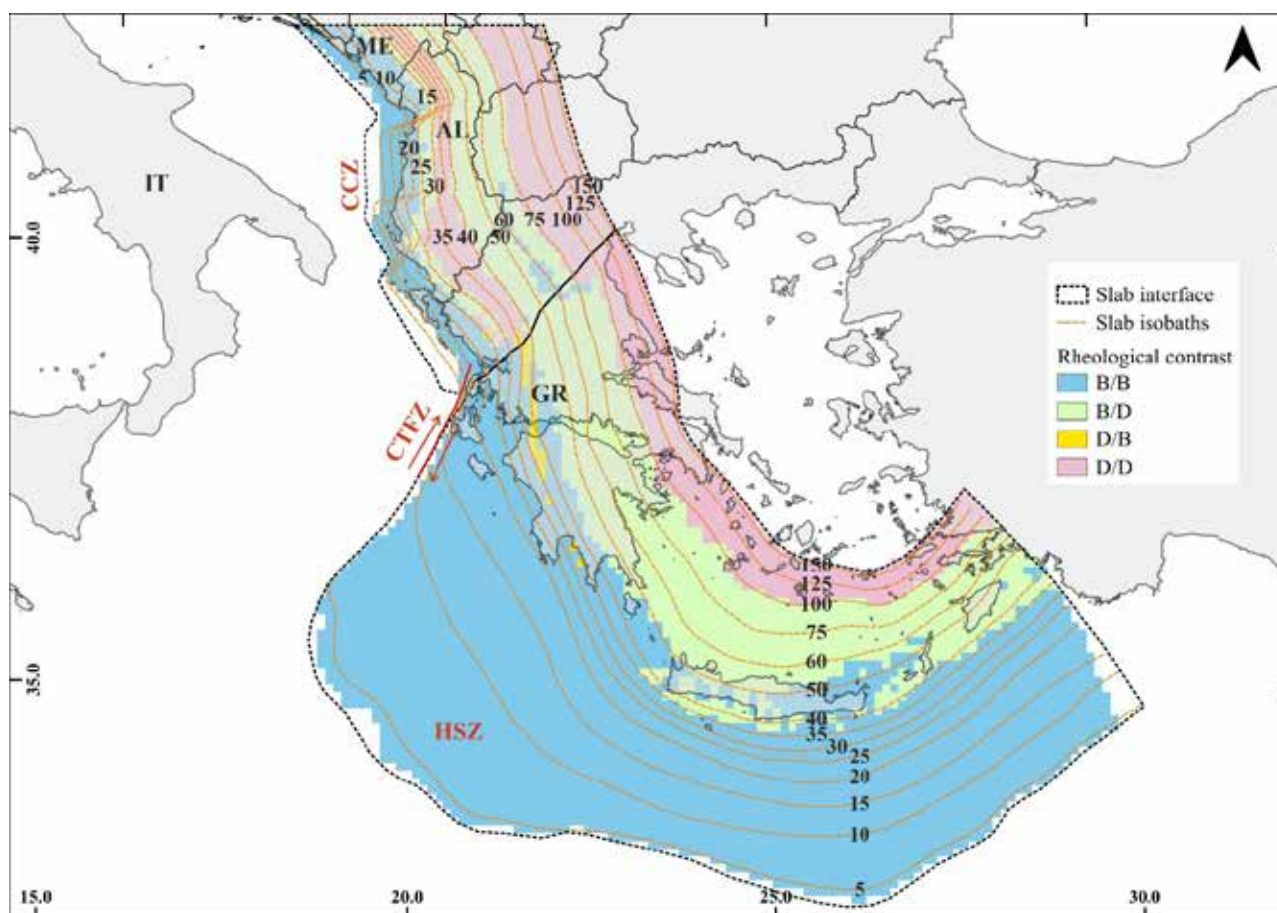 ME
5 10
15
AL
20
25
30
CCZ
IT
150
125
60 75 100
35 40 50
40.0
Slab interface
Slab isobaths
Rheological contrast
B/B
B/D
D/B
D/D
GR
CTFZ
150
125
100
75
60
50
40
35
30
25
20
15
10
5
35.0
HSZ
15.0 20.0 25.0 30.0